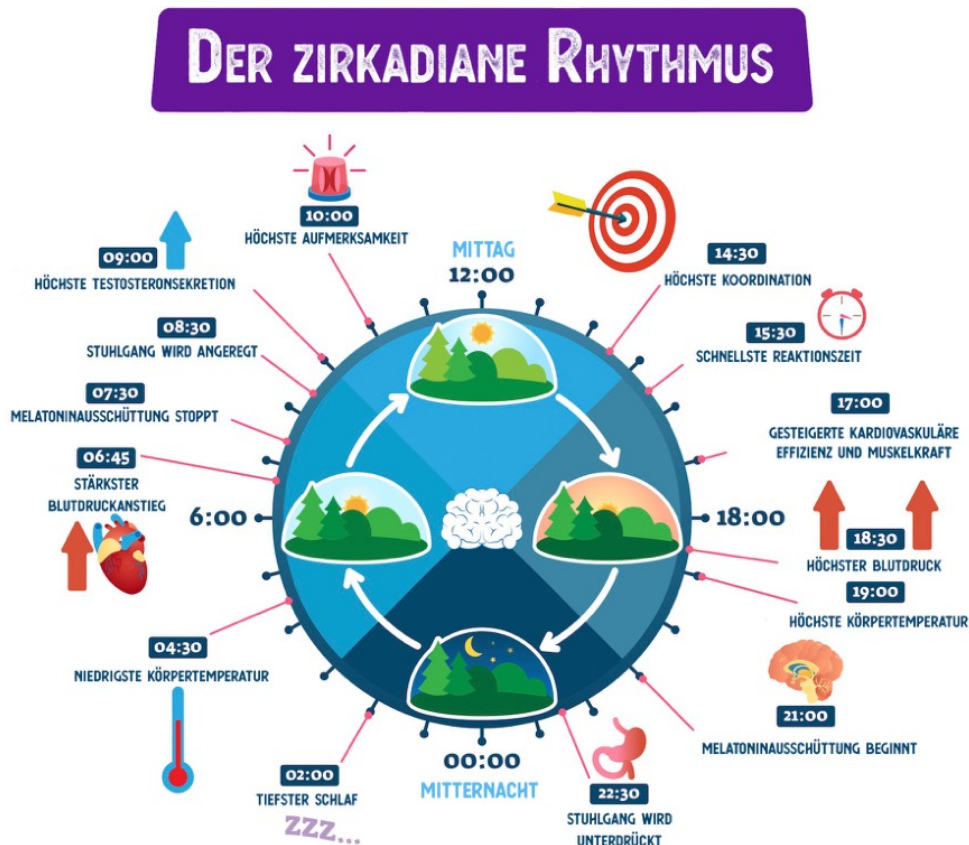 DER ZIRKADIANE RHYTHMUS
10:00
HÖCHSTE AUFMERKSAMKEIT
MITTAG
12:00
14:30
HÖCHSTE KOORDINATION
09:00
HÖCHSTE TESTOSTERONSEKRETION
15:30
SCHNELLSTE REAKTIONSZEIT
08:30
STUHLGANG WIRD ANGEREGT
07:30
MELATONINAUSSCHÜTTUNG STOPPT
17:00
GESTEIGERTE KARDIOVASKULÄRE
EFFIZIENZ UND MUSKELKRAFT
06:45
STÄRKSTER
BLUTDRUCKANSTIEG
6:00
18:00
18:30
HÖCHSTER BLUTDRUCK
19:00
HÖCHSTE KÖRPERTEMPERATUR
04:30
NIEDRIGSTE KÖRPERTEMPERATUR
21:00
MELATONINAUSSCHÜTTUNG BEGINNT
02:00
TIEFSTER SCHLAF
ZZZ...
00:00
MITTERNACHT
22:30
STUHLGANG WIRD
UNTERDRÜCKT